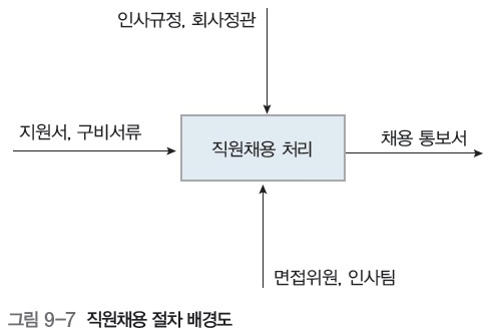 인사규정, 회사정관
지원서, 구비서류
직원채용 처리
채용 통보서
면접위원, 인사팀
그림 9-7 직원채용 절차 배경도